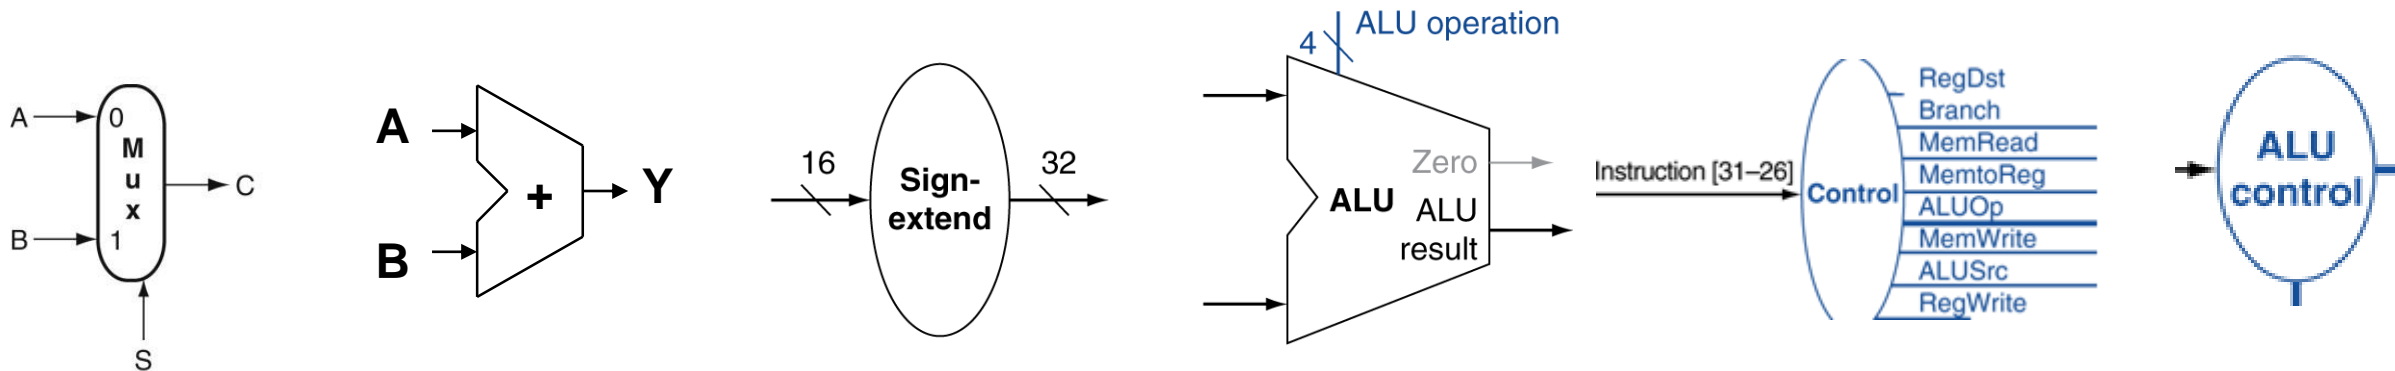 A
0
M
u
x
B
1
C
S
A
B
+
Y
16
Sign-
extend
32
4
ALU operation
Zero
ALU
ALU
result
Instruction [31–26]
Control
RegDst
Branch
MemRead
MemtoReg
ALUOp
MemWrite
ALUSrc
RegWrite
ALU
control